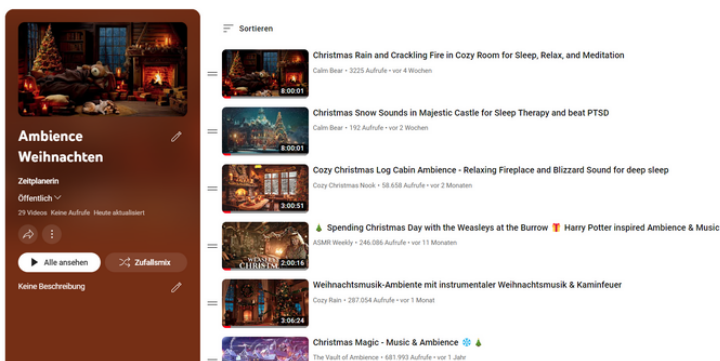 Ambience
Weihnachten
Zeitplanerin
Öffentlich
29 Videos Keine Aufrufe Heute aktualisiert
Alle ansehen
Zufallsmix
Keine Beschreibung
Sortieren
Christmas Rain and Crackling Fire in Cozy Room for Sleep, Relax, and Meditation
Calm Bear • 3225 Aufrufe • vor 4 Wochen
8:00:01
Christmas Snow Sounds in Majestic Castle for Sleep Therapy and beat PTSD
Calm Bear • 192 Aufrufe • vor 2 Wochen
8:00:01
Cozy Christmas Log Cabin Ambience - Relaxing Fireplace and Blizzard Sound for deep sleep
Cozy Christmas Nook • 58.658 Aufrufe • vor 2 Monaten
3:00:51
🎄 Spending Christmas Day with the Weasleys at the Burrow 🎁 Harry Potter inspired Ambience & Music
ASMR Weekly • 246.086 Aufrufe • vor 11 Monaten
WEASLEY
CHRISTMAS
2:00:16
Weihnachtsmusik-Ambiente mit instrumentaler Weihnachtsmusik & Kaminfeuer
Cozy Rain • 287.054 Aufrufe • vor 1 Monat
3:06:24
Christmas Magic - Music & Ambience ❄️ 🎄
The Vault of Ambience • 681.993 Aufrufe • vor 1 Jahr